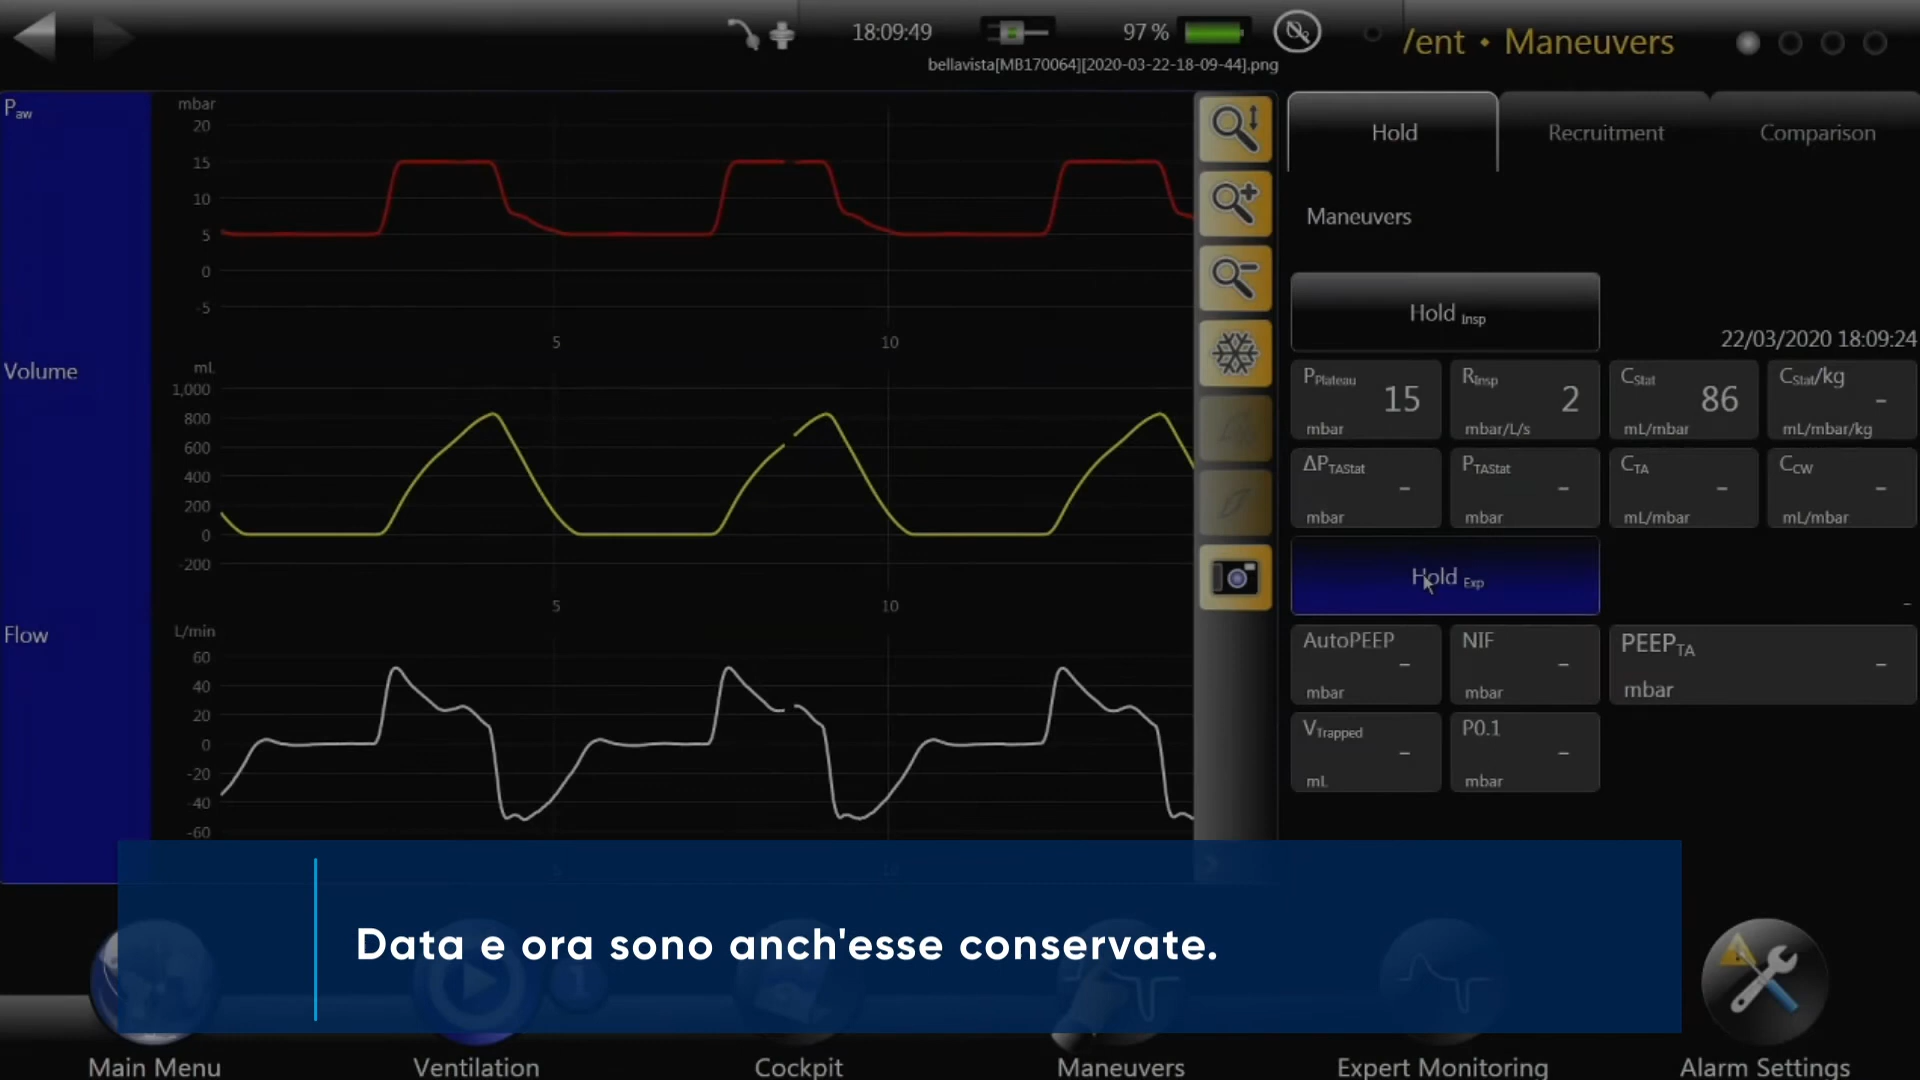 18:09:49
97 %
/ent • Maneuvers
bellavista[MB170064][2020-03-22-18-09-44].png
Paw
mbar
20
15
10
5
0
-5
5
10
Volume
mL
1,000
800
600
400
200
0
-200
5
10
Flow
L/min
60
40
20
0
-20
-40
-60
Hold
Recruitment
Comparison
Maneuvers
Hold Insp
22/03/2020 18:09:24
PPlateau
15
mbar
RInsp
2
mbar/L/s
CStat
86
mL/mbar
CStat/kg
-
mL/mbar/kg
ΔPTAStat
-
mbar
PTAStat
-
mbar
CTA
-
mL/mbar
CCW
-
mL/mbar
Hold Exp
-
AutoPEEP
-
mbar
NIF
-
mbar
PEEPTA
-
mbar
VTrapped
-
mL
P0.1
-
mbar
Data e ora sono anch'esse conservate.
Main Menu
Ventilation
Cockpit
Maneuvers
Expert Monitoring
Alarm Settings